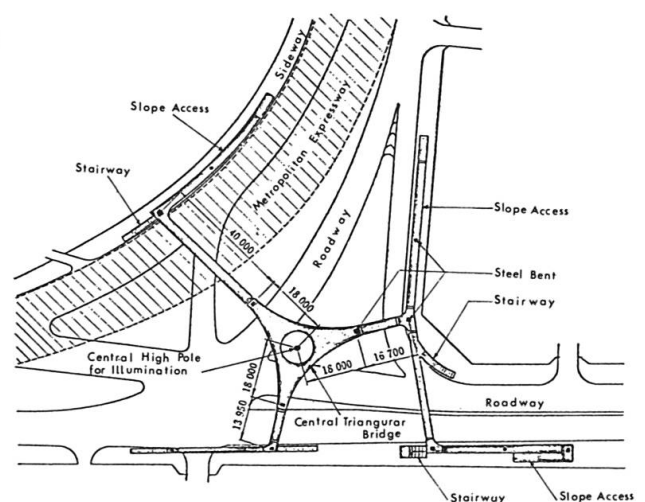 Sideway
Slope Access
Metropolitan Expressway
Stairway
Roadway
Slope Access
40 000
18 000
Steel Bent
Stairway
Central High Pole
for Illumination
18 000
16 700
18 000
13 950
Central Triangurar
Bridge
Roadway
Stairway
Slope Access